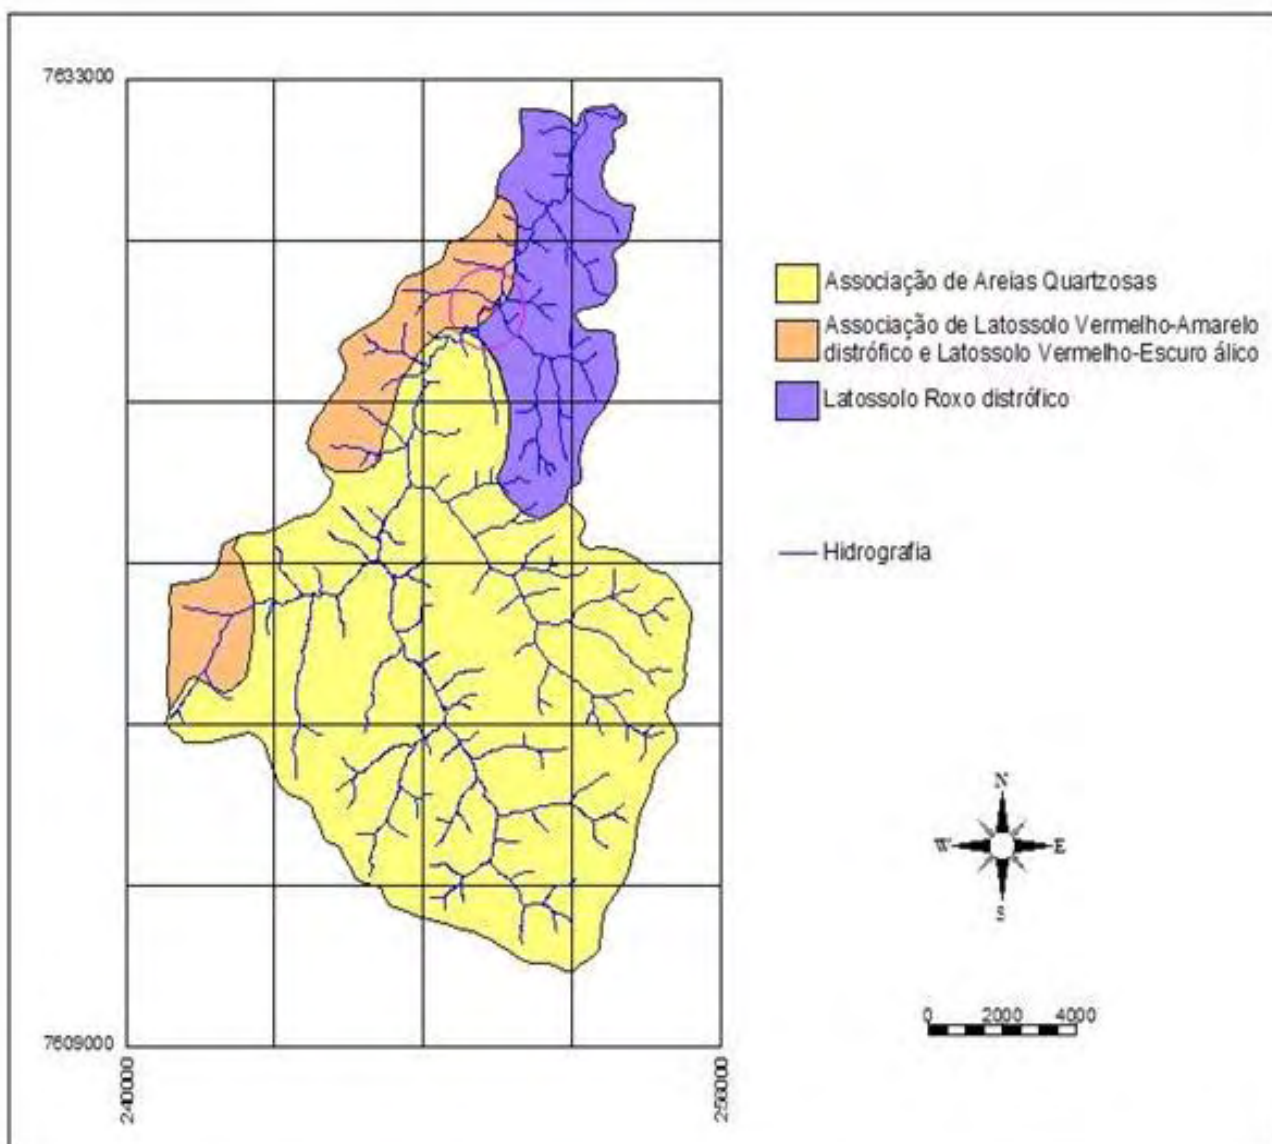 7633000
Associação de Areias Quartzosas
Associação de Latossolo Vermelho-Amarelo
distrófico e Latossolo Vermelho-Escuro álico
Latossolo Roxo distrófico
Hidrografia
N
W
E
S
0 2000 4000
7609000
240000
256000